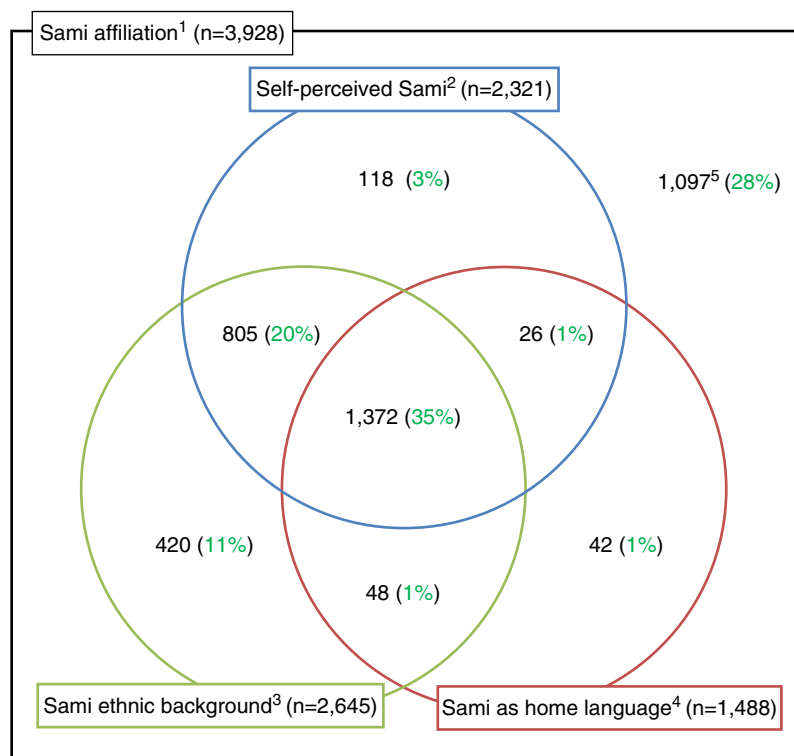 Sami affiliation¹ (n=3,928)
Self-perceived Sami² (n=2,321)
118 (3%)
1,097⁵ (28%)
805 (20%)
26 (1%)
1,372 (35%)
420 (11%)
42 (1%)
48 (1%)
Sami ethnic background³ (n=2,645)
Sami as home language⁴ (n=1,488)